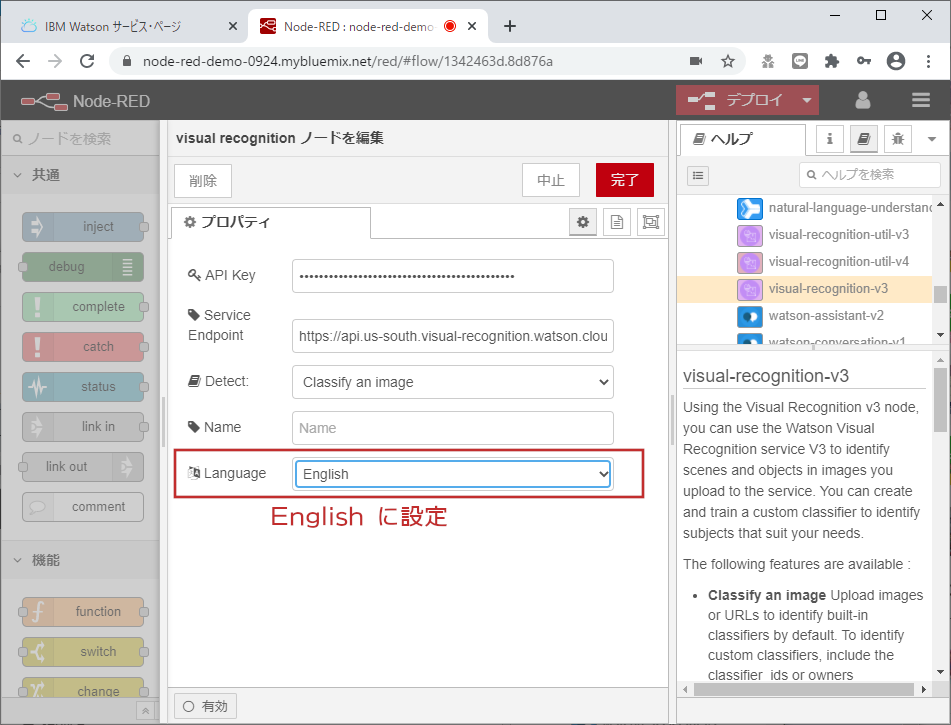 IBM Watson サービス・ページ
Node-RED : node-red-demo
node-red-demo-0924.mybluemix.net/red/#flow/1342463d.8d876a
Node-RED
デプロイ
ノードを検索
共通
inject
debug
complete
catch
status
link in
link out
comment
機能
function
switch
change
visual recognition ノードを編集
削除
中止
完了
プロパティ
API Key
Service
Endpoint
https://api.us-south.visual-recognition.watson.clou
Detect:
Classify an image
Name
Name
Language
English
English に設定
有効
ヘルプ
ヘルプを検索
natural-language-understanc
visual-recognition-util-v3
visual-recognition-util-v4
visual-recognition-v3
watson-assistant-v2
watson-conversation-v1
visual-recognition-v3
Using the Visual Recognition v3 node,
you can use the Watson Visual
Recognition service V3 to identify
scenes and objects in images you
upload to the service. You can create
and train a custom classifier to identify
subjects that suit your needs.
The following features are available :
• Classify an image Upload images
or URLs to identify built-in
classifiers by default. To identify
custom classifiers, include the
classifier_ids or owners